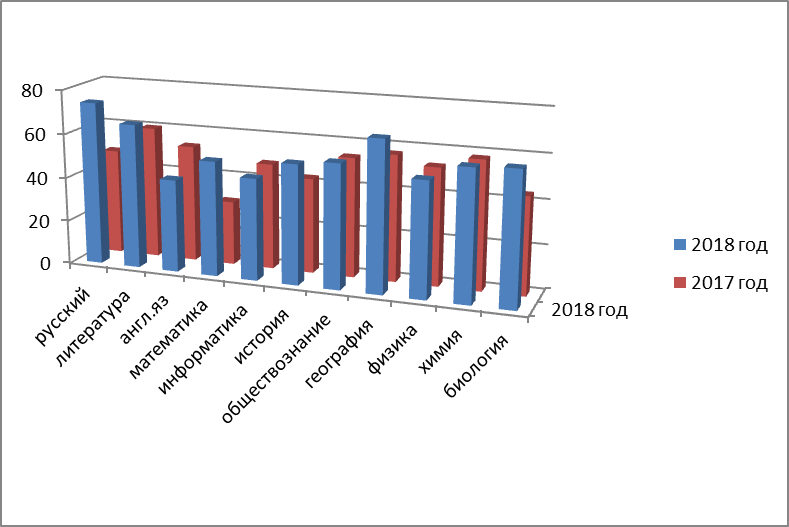 80
60
40
20
0
русский
литература
англ.яз
математика
информатика
история
обществознание
география
физика
химия
биология
2018 год
2018 год
2017 год